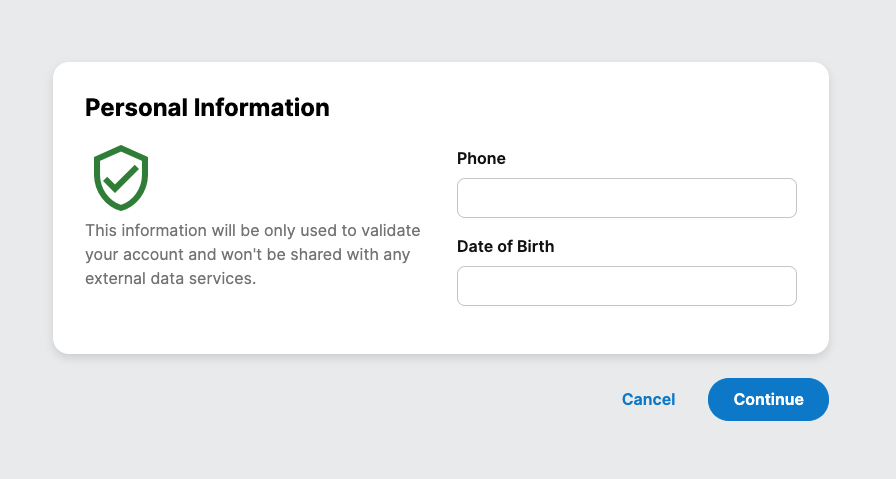 Personal Information
This information will be only used to validate
your account and won't be shared with any
external data services.
Phone
Date of Birth
Cancel
Continue